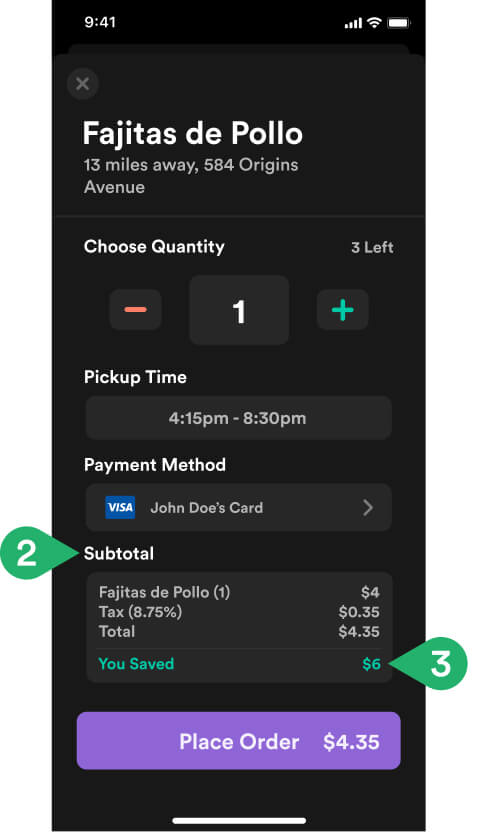 9:41
Fajitas de Pollo
13 miles away, 584 Origins
Avenue
Choose Quantity 3 Left
1
Pickup Time
4:15pm - 8:30pm
Payment Method
VISA John Doe's Card
2
Subtotal
Fajitas de Pollo (1) $4
Tax (8.75%) $0.35
Total $4.35
You Saved $6
3
Place Order $4.35